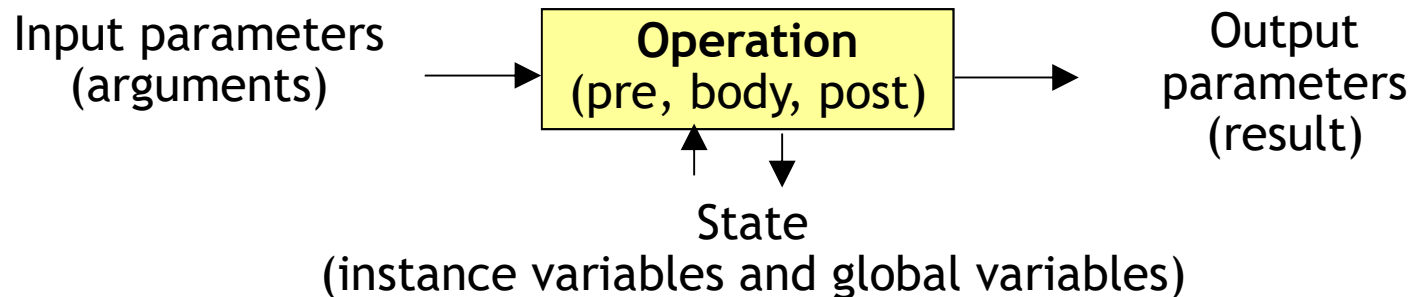 Input parameters
(arguments)
Operation
(pre, body, post)
Output
parameters
(result)
State
(instance variables and global variables)